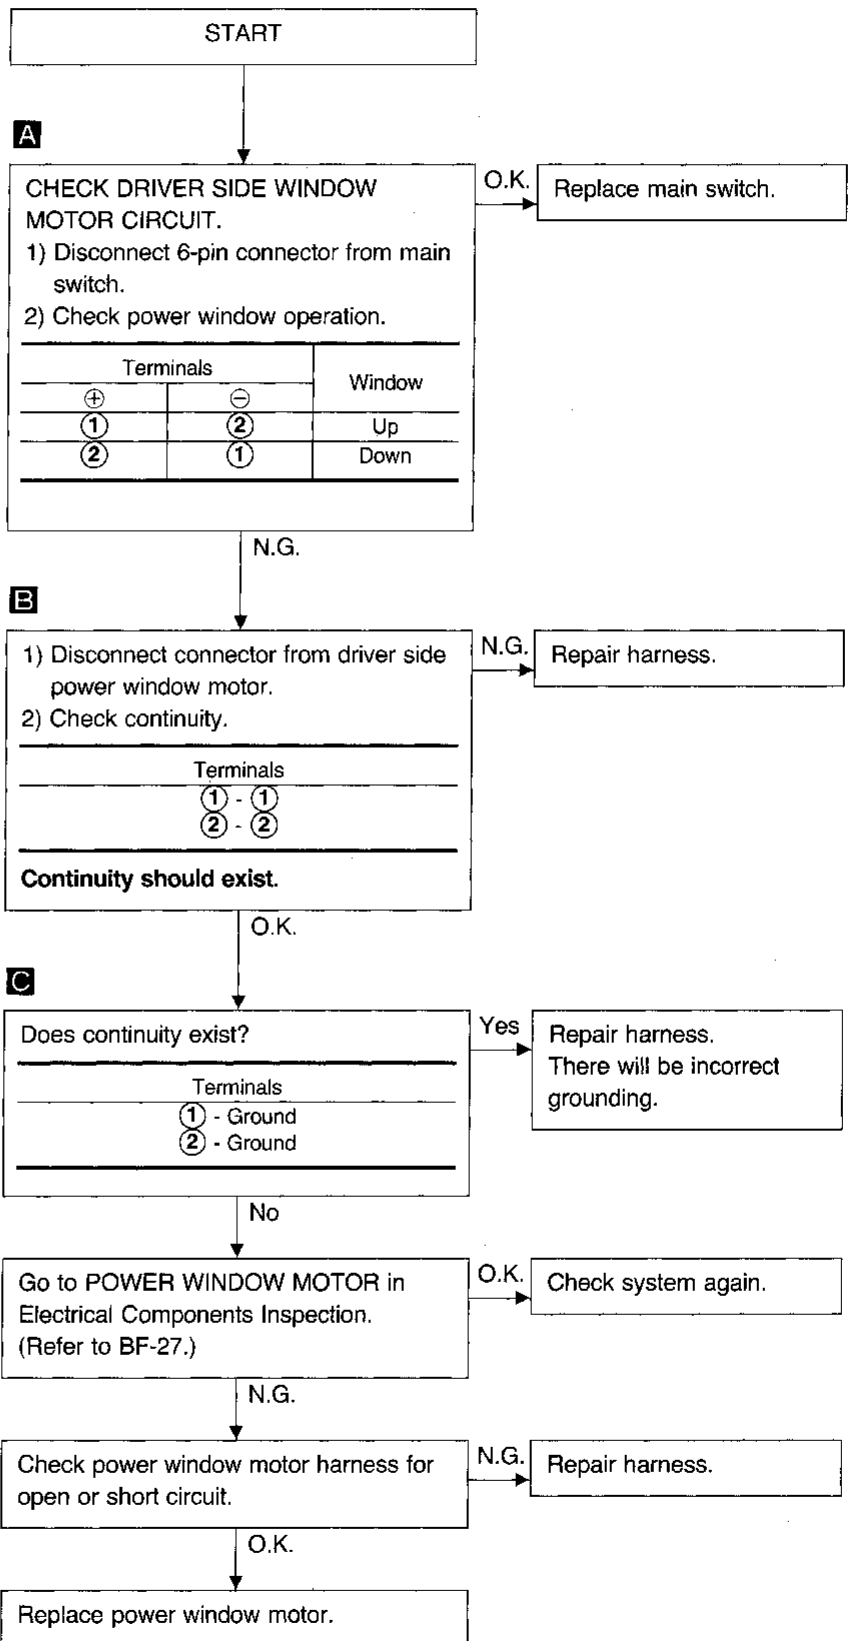 START
A
CHECK DRIVER SIDE WINDOW
MOTOR CIRCUIT.
1) Disconnect 6-pin connector from main
switch.
2) Check power window operation.
Terminals
Window
⊕ ⊖
① ② Up
② ① Down
O.K.
Replace main switch.
N.G.
B
1) Disconnect connector from driver side
power window motor.
2) Check continuity.
Terminals
① - ①
② - ②
Continuity should exist.
N.G.
Repair harness.
O.K.
C
Does continuity exist?
Terminals
① - Ground
② - Ground
Yes
Repair harness.
There will be incorrect
grounding.
No
Go to POWER WINDOW MOTOR in
Electrical Components Inspection.
(Refer to BF-27.)
O.K.
Check system again.
N.G.
Check power window motor harness for
open or short circuit.
N.G.
Repair harness.
O.K.
Replace power window motor.